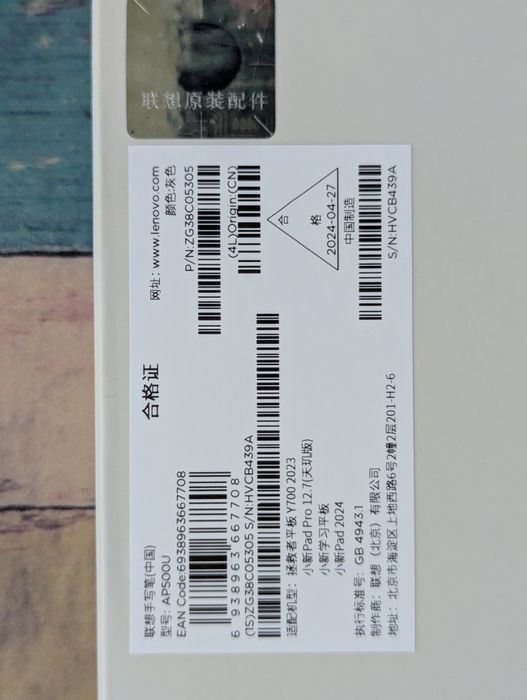 联想原装配件
合格证
联想手写笔(中国)
网址：www.lenovo.com
型号: AP500U
颜色:灰色
EAN Code:6938963667708
P/N:ZG38C05305
6 938963 667708
(4L)Origin:(CN)
(1S)ZG38C05305 S/N:HVCB439A
合格
2024-04-27
中国制造
适配机型: 拯救者平板 Y700 2023
小新Pad Pro 12.7(天玑版)
小新学习平板
小新Pad 2024
执行标准号: GB 4943.1
制造商：联想（北京）有限公司
地址：北京市海淀区上地西路6号2幢2层201-H2-6
S/N:HVCB439A